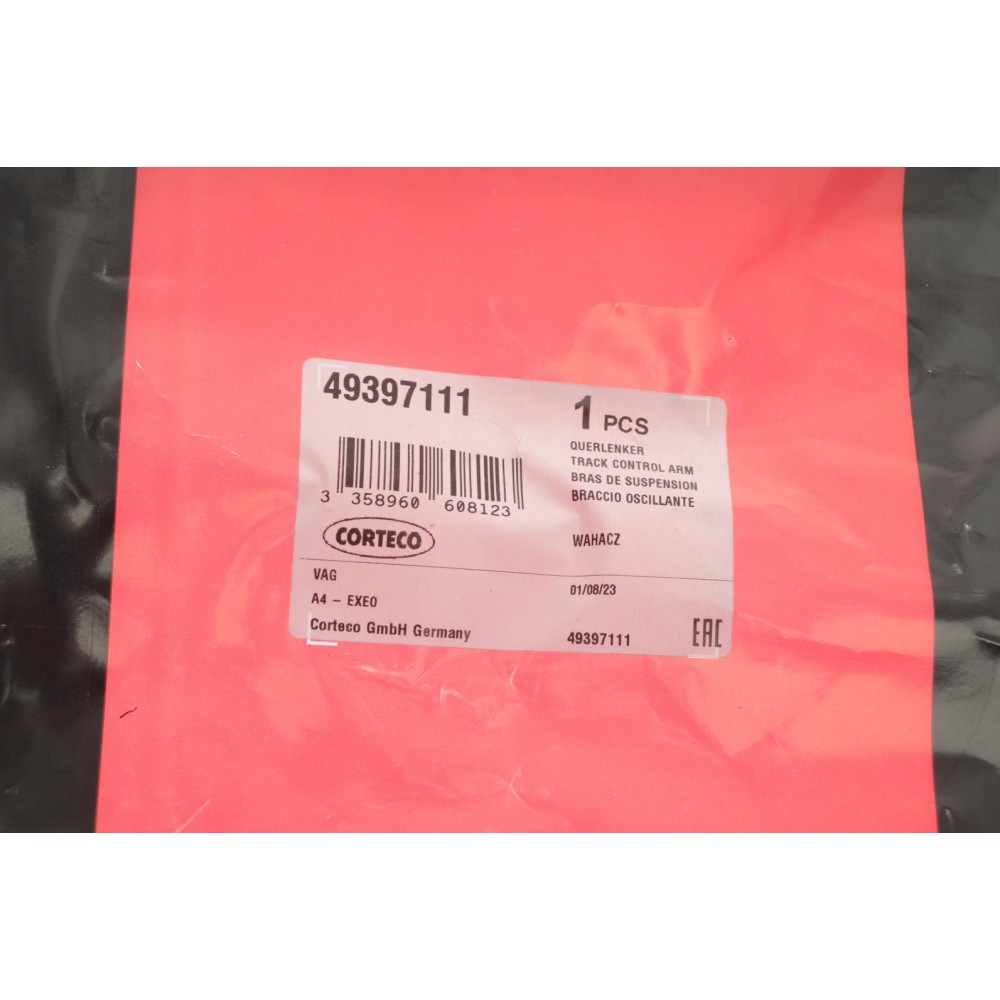 49397111
1 PCS
QUERLENKER
TRACK CONTROL ARM
BRAS DE SUSPENSION
BRACCIO OSCILLANTE
3 358960 608123
CORTECO
WAHACZ
VAG
01/08/23
A4 - EXEO
Corteco GmbH Germany
49397111
EAC